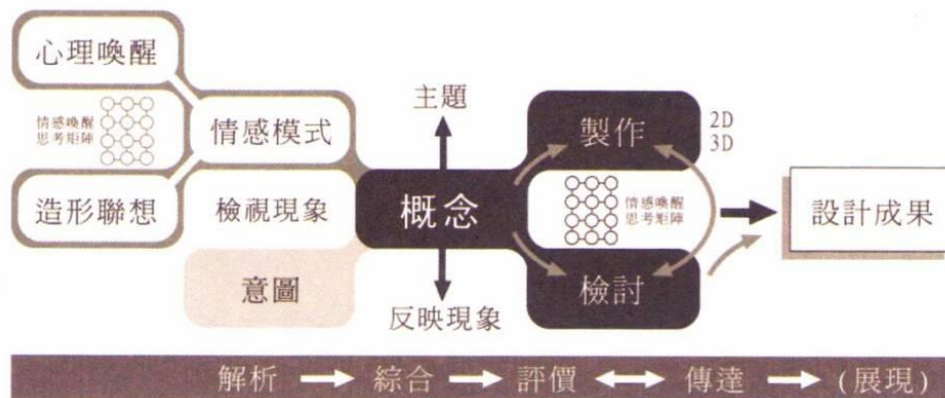 心理喚醒
情感喚醒
思考矩陣
情感模式
造形聯想
檢視現象
意圖
主題
概念
反映現象
製作
2D
3D
情感喚醒
思考矩陣
檢討
設計成果
解析 → 綜合 → 評價 ↔ 傳達 → (展現)